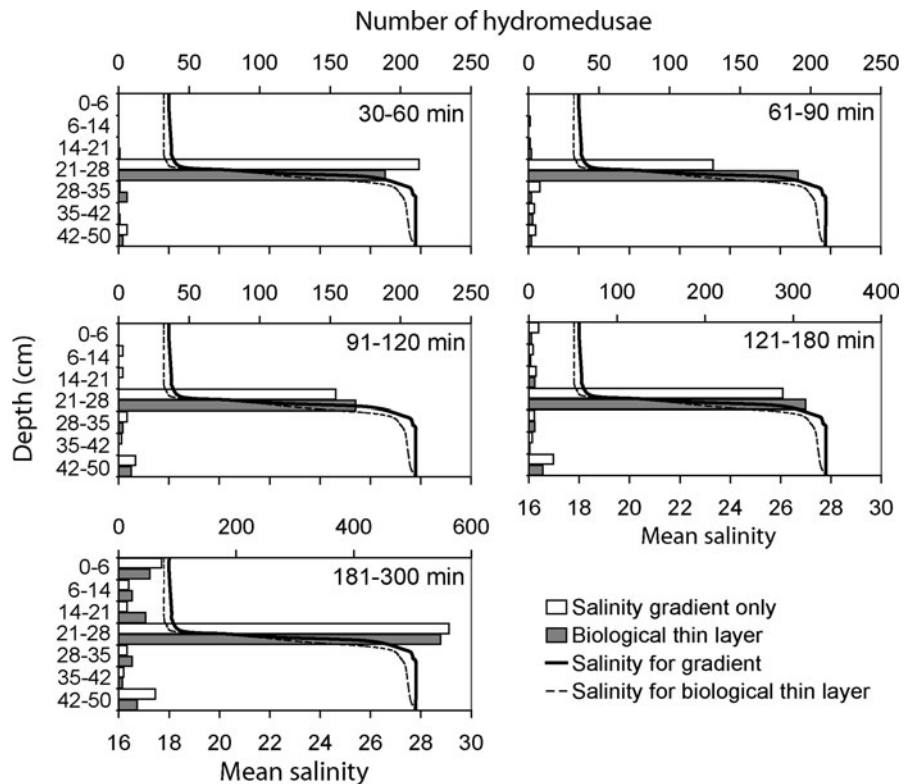 Number of hydromedusae
0 50 100 150 200 250
0 50 100 150 200 250
0-6
6-14
14-21
21-28
28-35
35-42
42-50
30-60 min
61-90 min
0 50 100 150 200 250
0 100 200 300 400
Depth (cm)
0-6
6-14
14-21
21-28
28-35
35-42
42-50
91-120 min
121-180 min
16 18 20 22 24 26 28 30
Mean salinity
0 200 400 600
0-6
6-14
14-21
21-28
28-35
35-42
42-50
181-300 min
16 18 20 22 24 26 28 30
Mean salinity
Salinity gradient only
Biological thin layer
Salinity for gradient
Salinity for biological thin layer